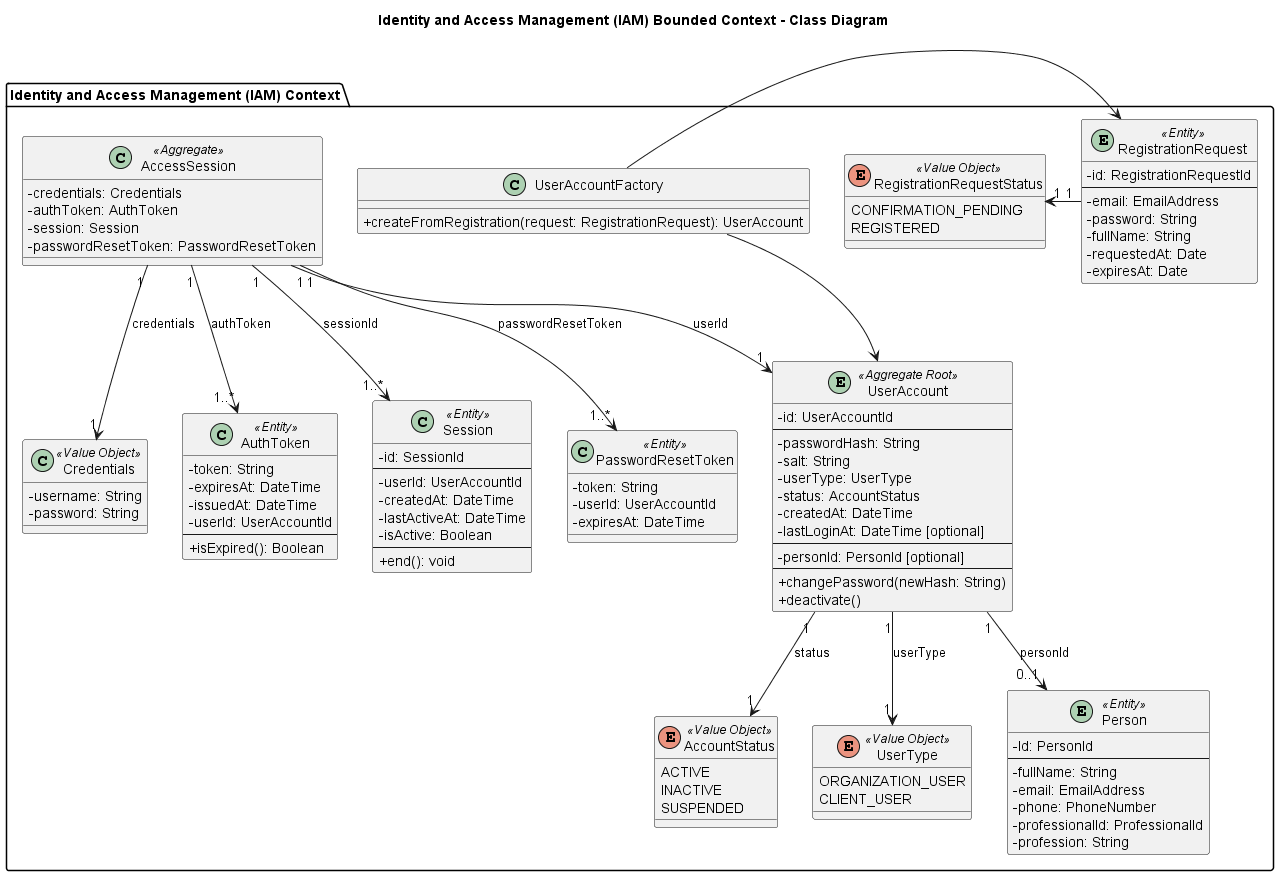 Identity and Access Management (IAM) Bounded Context - Class Diagram
Identity and Access Management (IAM) Context
C
«Aggregate»
AccessSession
-credentials: Credentials
-authToken: AuthToken
-session: Session
-passwordResetToken: PasswordResetToken
C
UserAccountFactory
+createFromRegistration(request: RegistrationRequest): UserAccount
E
«Value Object»
RegistrationRequestStatus
CONFIRMATION_PENDING
REGISTERED
1 1
E
«Entity»
RegistrationRequest
-id: RegistrationRequestId
-email: EmailAddress
-password: String
-fullName: String
-requestedAt: Date
-expiresAt: Date
1
1
1
1 1
credentials
authToken
sessionId
passwordResetToken
userId
1
1..*
1..*
1..*
1
C
«Value Object»
Credentials
-username: String
-password: String
C
«Entity»
AuthToken
-token: String
-expiresAt: DateTime
-issuedAt: DateTime
-userId: UserAccountId
+isExpired(): Boolean
C
«Entity»
Session
-id: SessionId
-userId: UserAccountId
-createdAt: DateTime
-lastActiveAt: DateTime
-isActive: Boolean
+end(): void
C
«Entity»
PasswordResetToken
-token: String
-userId: UserAccountId
-expiresAt: DateTime
E
«Aggregate Root»
UserAccount
-id: UserAccountId
-passwordHash: String
-salt: String
-userType: UserType
-status: AccountStatus
-createdAt: DateTime
-lastLoginAt: DateTime [optional]
-personId: PersonId [optional]
+changePassword(newHash: String)
+deactivate()
1
1
1
status
userType
personId
1
1
0..1
E
«Value Object»
AccountStatus
ACTIVE
INACTIVE
SUSPENDED
E
«Value Object»
UserType
ORGANIZATION_USER
CLIENT_USER
E
«Entity»
Person
-Id: PersonId
-fullName: String
-email: EmailAddress
-phone: PhoneNumber
-professionalId: ProfessionalId
-profession: String